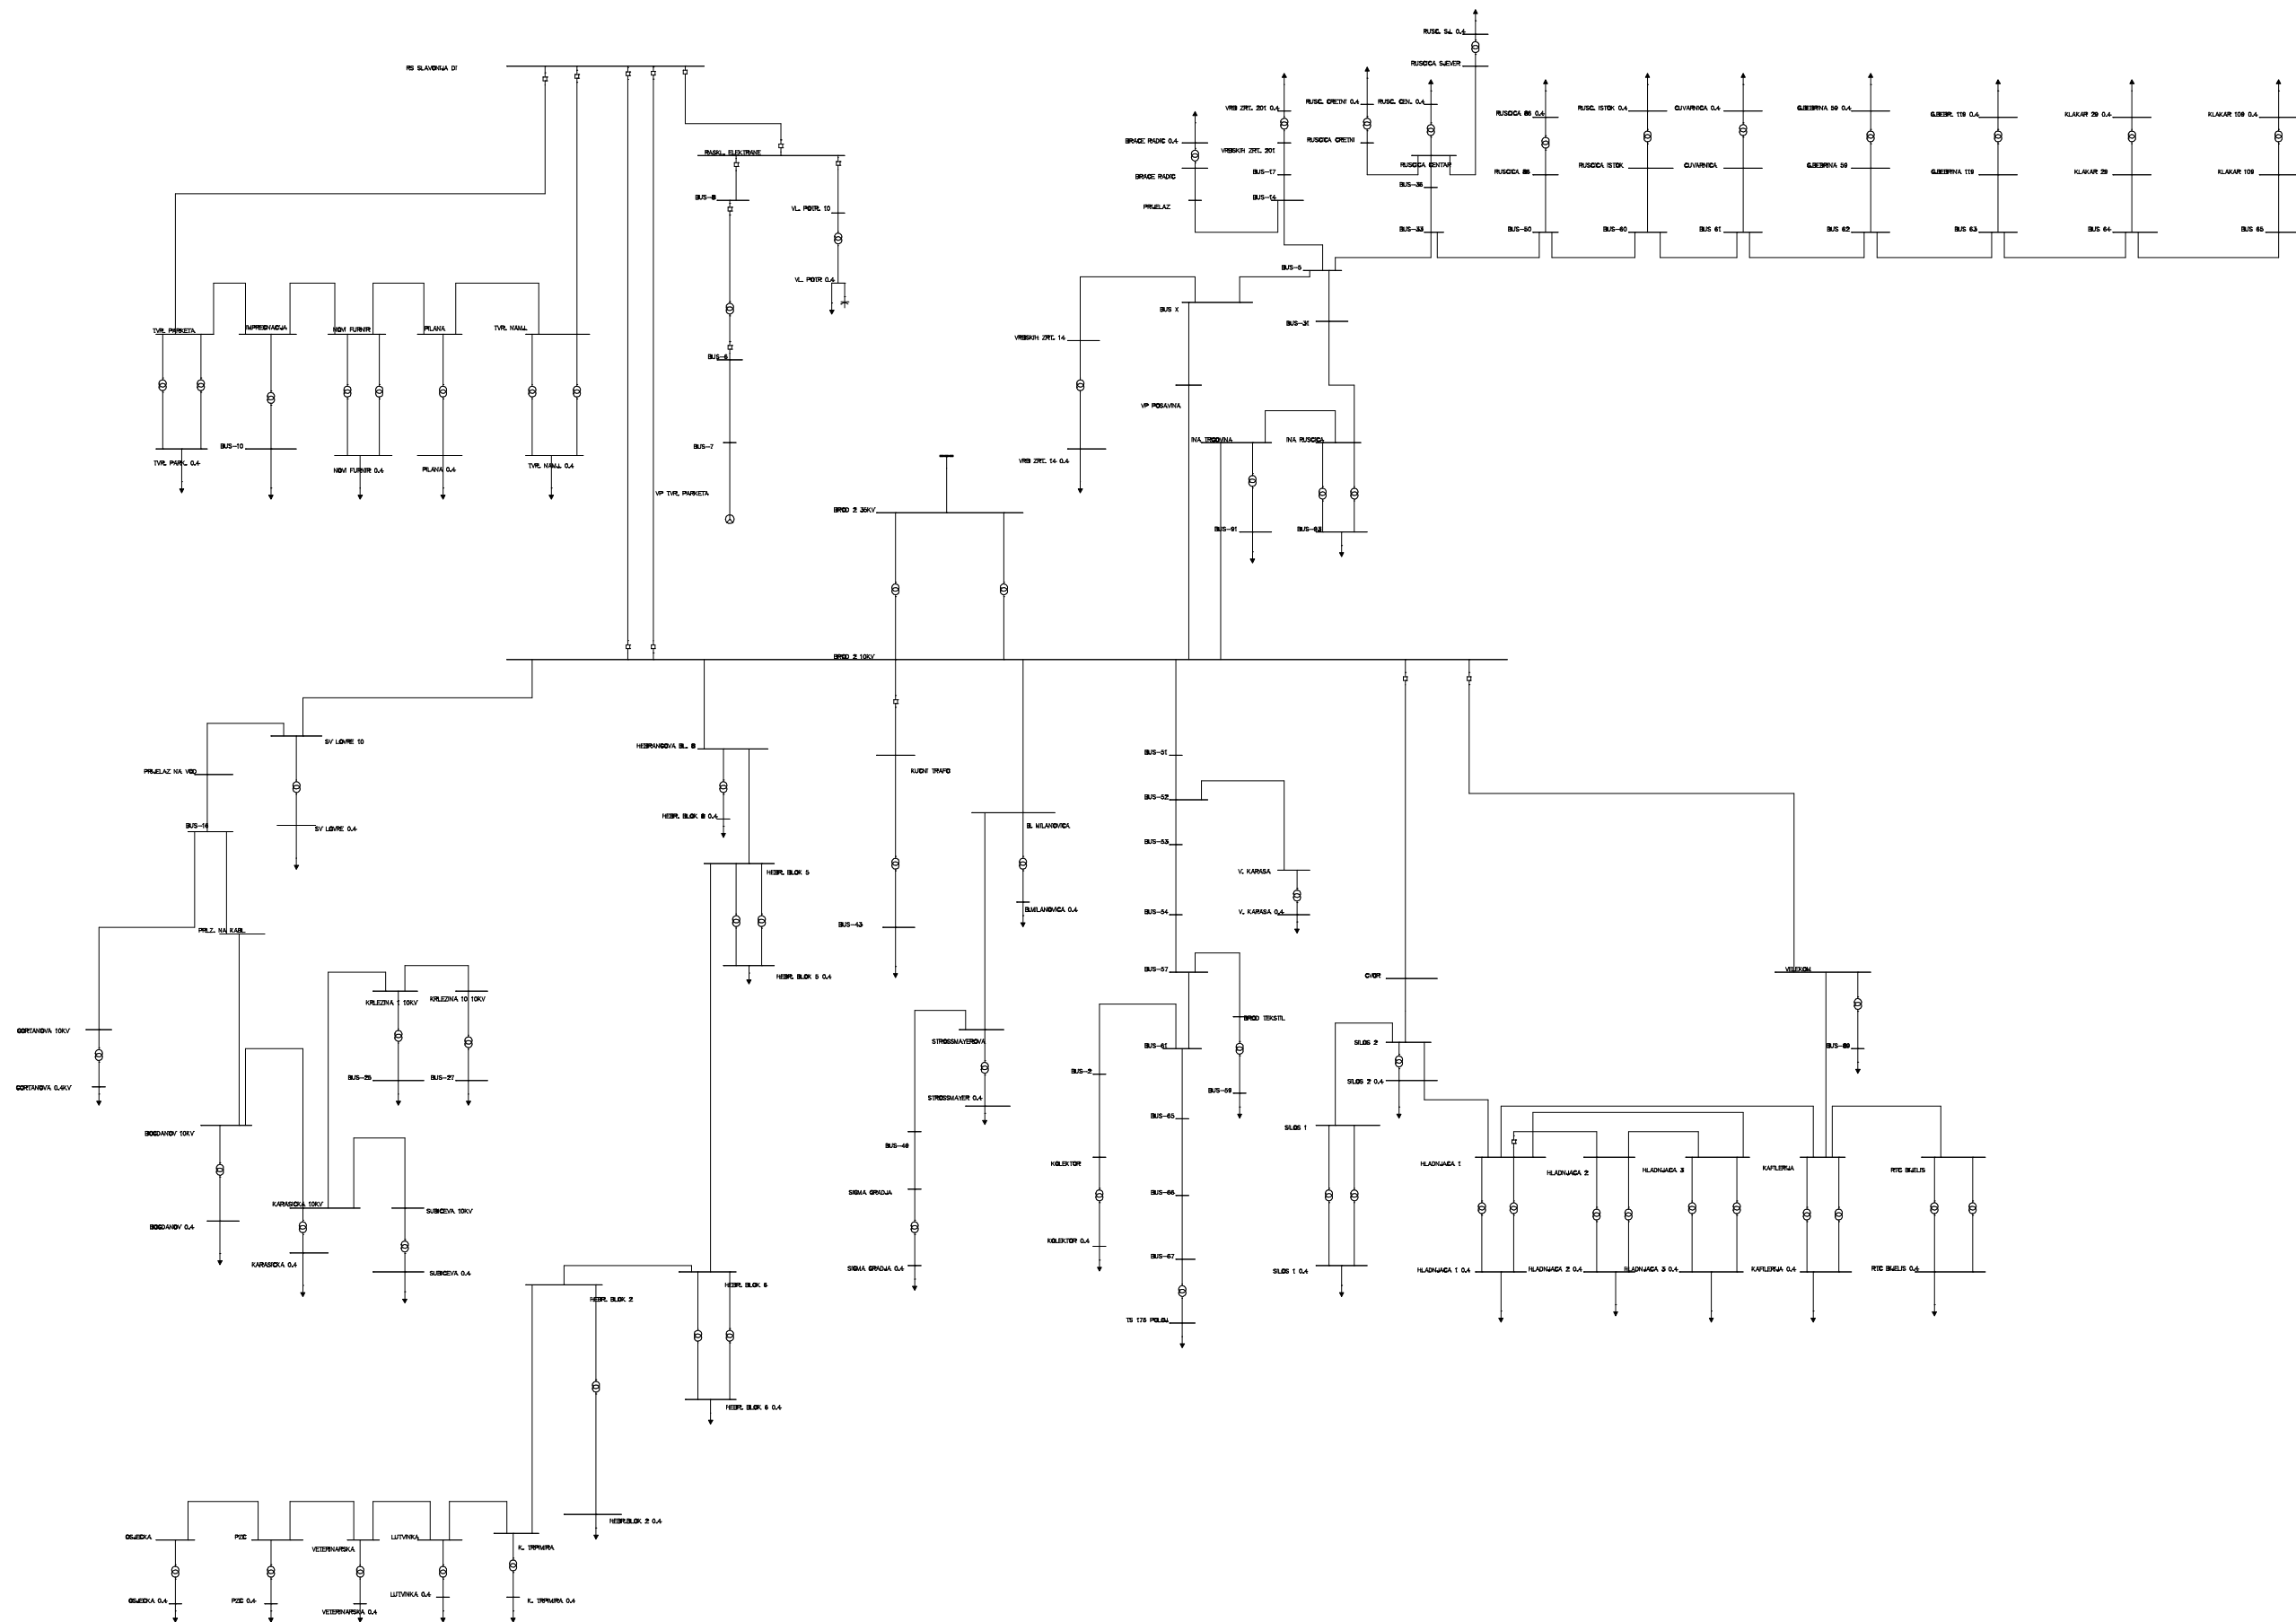 RUSC. SJ. 0.4
RS SLAVONIJA DI
RUSCICA SJEVER
VRB ZRT. 201 0.4
RUSC. CRETNI 0.4
RUSC. CEN. 0.4
RUSCICA 86 0.4
RUSC. ISTOK 0.4
CUVARNICA 0.4
G.BEBRINA 59 0.4
G.BEBR. 119 0.4
KLAKAR 29 0.4
KLAKAR 109 0.4
BRACE RADIC 0.4
RUSCICA CRETNI
VRBSKIH ZRT. 201
RASKL. ELEKTRANE
RUSCICA CENTAR
RUSCICA ISTOK
CUVARNICA
G.BEBRINA 59
RUSCICA 86
G.BEBRINA 119
KLAKAR 29
KLAKAR 109
BRACE RADIC
BUS-17
BUS-36
BUS-8
BUS-14
VL. POTR. 10
PRIJELAZ
BUS-33
BUS-50
BUS-60
BUS 61
BUS 62
BUS 63
BUS 64
BUS 65
BUS-5
VL. POTR 0.4
BUS X
BUS-31
TVR. PARKETA
IMPREGNACIJA
NOVI FURNIR
PILANA
TVR. NAMJ.
VRBSKIH ZRT. 14
BUS-6
VP POSAVINA
BUS-10
BUS-7
INA TRGOVINA
INA RUSCICA
TVR. PARK. 0.4
NOVI FURNIR 0.4
PILANA 0.4
TVR. NAMJ. 0.4
VRB ZRT. 14 0.4
VP TVR. PARKETA
BROD 2 35KV
BUS-91
BUS-93
BROD 2 10KV
SV LOVRE 10
HEBRANGOVA BL. 8
BUS-51
PRIJELAZ NA VOD
KUCNI TRAFO
BUS-52
HEBR. BLOK 8 0.4
BUS-16
SV LOVRE 0.4
B. MILANOVICA
BUS-53
HEBR. BLOK 5
V. KARASA
B.MILANOVICA 0.4
BUS-54
V. KARASA 0.4
BUS-43
PRLZ. NA KABL
BUS-57
CVOR
VELEKOM
HEBR. BLOK 5 0.4
KRLEZINA 1 10KV
KRLEZINA 10 10KV
BROD TEKSTIL
GORTANOVA 10KV
STROSSMAYEROVA
SILOS 2
BUS-61
BUS-89
BUS-2
BUS-25
BUS-27
SILOS 2 0.4
GORTANOVA 0.4KV
BUS-59
STROSSMAYER 0.4
BUS-65
SILOS 1
BOGDANOV 10KV
BUS-48
KOLEKTOR
HLADNJACA 1
HLADNJACA 2
HLADNJACA 3
KAFILERIJA
RTC BIJELIS
SIGMA GRADJA
BUS-66
KARASICKA 10KV
SUBICEVA 10KV
BOGDANOV 0.4
KOLEKTOR 0.4
BUS-67
KARASICKA 0.4
SUBICEVA 0.4
SIGMA GRADJA 0.4
SILOS 1 0.4
HLADNJACA 1 0.4
HLADNJACA 2 0.4
HLADNJACA 3 0.4
KAFILERIJA 0.4
RTC BIJELIS 0.4
HEBR. BLOK 6
HEBR. BLOK 2
TS 175 POLOJ
HEBR. BLOK 6 0.4
HEBR.BLOK 2 0.4
OSJECKA
PZC
VETERINARSKA
LUTVINKA
K. TRPIMIRA
OSJECKA 0.4
PZC 0.4
VETERINARSKA 0.4
LUTVINKA 0.4
K. TRPIMIRA 0.4